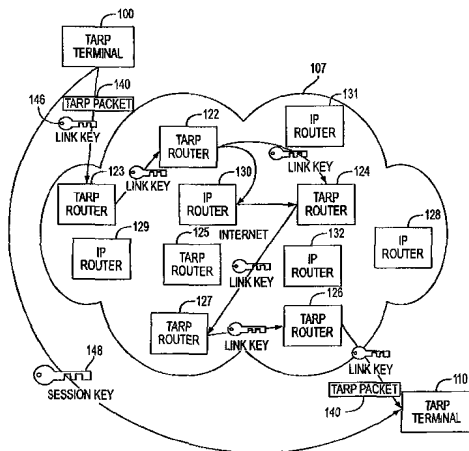 100
TARP
TERMINAL
140
146
TARP PACKET
LINK KEY
107
131
IP
ROUTER
122
TARP
ROUTER
LINK KEY
123
TARP
ROUTER
LINK KEY
130
IP
ROUTER
124
TARP
ROUTER
129
IP
ROUTER
125
TARP
ROUTER
INTERNET
132
IP
ROUTER
128
IP
ROUTER
LINK KEY
127
TARP
ROUTER
LINK KEY
126
TARP
ROUTER
LINK KEY
148
SESSION KEY
TARP PACKET
140
110
TARP
TERMINAL